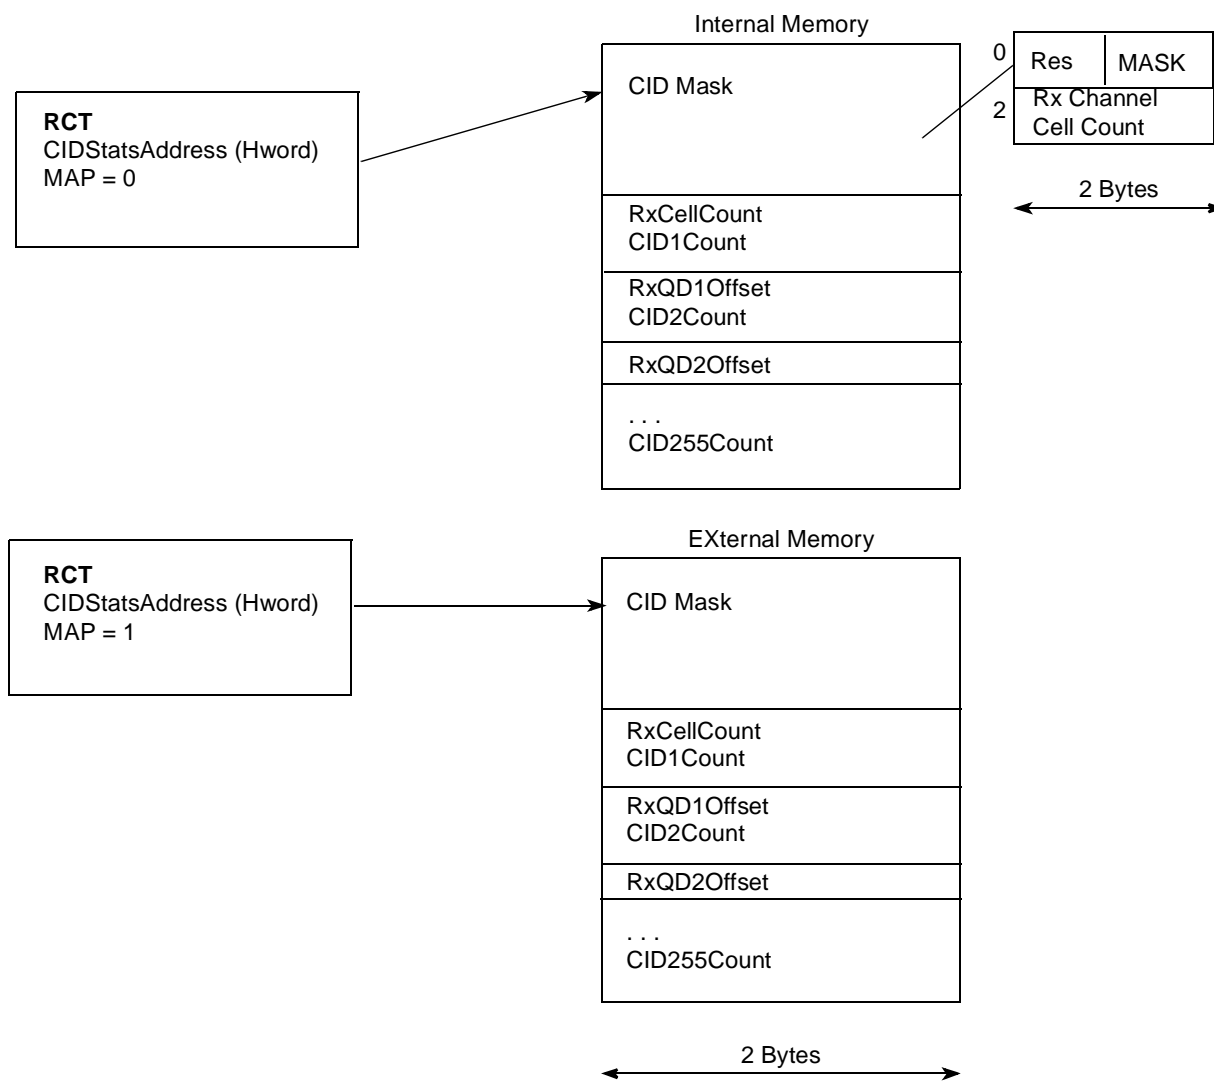 Internal Memory
0
Res
MASK
2
Rx Channel
Cell Count
2 Bytes
RCT
CIDStatsAddress (Hword)
MAP = 0
CID Mask
RxCellCount
CID1Count
RxQD1Offset
CID2Count
RxQD2Offset
. . .
CID255Count
EXternal Memory
RCT
CIDStatsAddress (Hword)
MAP = 1
CID Mask
RxCellCount
CID1Count
RxQD1Offset
CID2Count
RxQD2Offset
. . .
CID255Count
2 Bytes